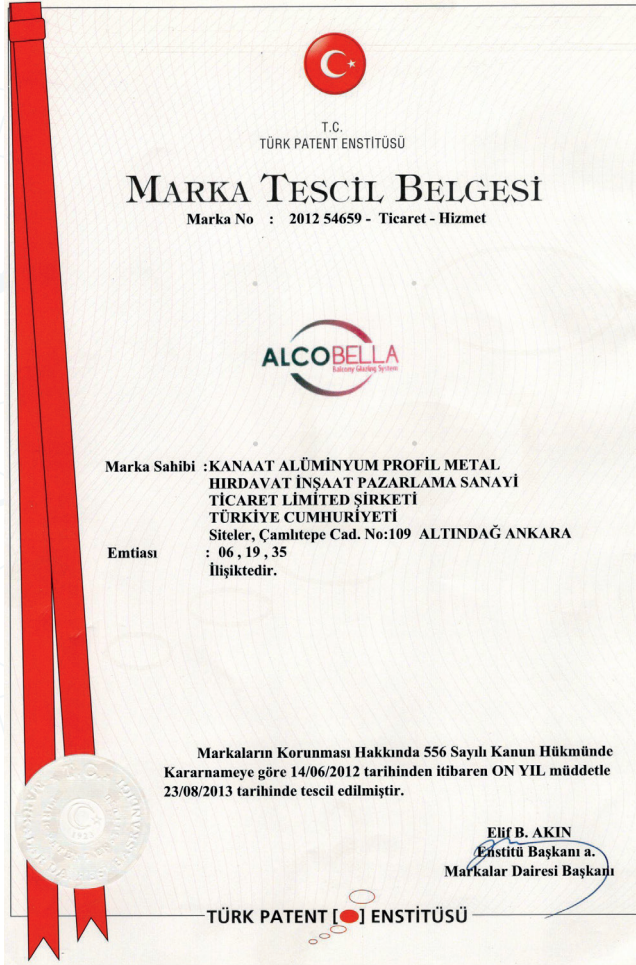 T.C.
TÜRK PATENT ENSTİTÜSÜ
MARKA TESCİL BELGESİ
Marka No : 2012 54659 - Ticaret - Hizmet
ALCOBELLA
Balcony Glazing System
Marka Sahibi : KANAAT ALÜMİNYUM PROFİL METAL
HIRDAVAT İNŞAAT PAZARLAMA SANAYİ
TİCARET LİMİTED ŞİRKETİ
TÜRKİYE CUMHURİYETİ
Siteler, Çamlıtepe Cad. No:109 ALTINDAĞ ANKARA
Emtiası : 06 , 19 , 35
İlişiktedir.
Markaların Korunması Hakkında 556 Sayılı Kanun Hükmünde
Kararnameye göre 14/06/2012 tarihinden itibaren ON YIL müddetle
23/08/2013 tarihinde tescil edilmiştir.
Elif B. AKIN
Enstitü Başkanı a.
Markalar Dairesi Başkanı
TÜRK PATENT [ ] ENSTİTÜSÜ